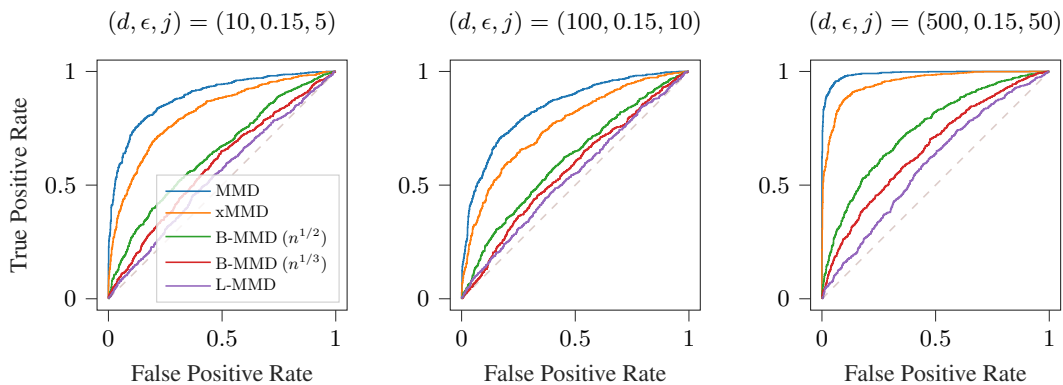 (d, ϵ, j) = (10, 0.15, 5)
(d, ϵ, j) = (100, 0.15, 10)
(d, ϵ, j) = (500, 0.15, 50)
True Positive Rate
1
0.5
0
MMD
xMMD
B-MMD (n^{1/2})
B-MMD (n^{1/3})
L-MMD
0 0.5 1
False Positive Rate
1
0.5
0
0 0.5 1
False Positive Rate
1
0.5
0
0 0.5 1
False Positive Rate